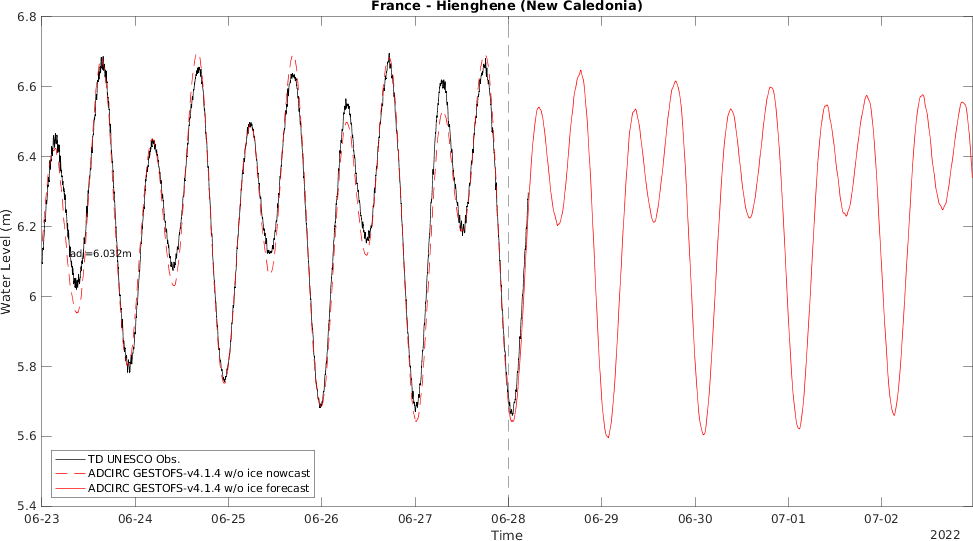 France - Hienghene (New Caledonia)
6.8
6.6
6.4
6.2
6
5.8
5.6
5.4
Water Level (m)
adj=6.032m
TD UNESCO Obs.
ADCIRC GESTOFS-v4.1.4 w/o ice nowcast
ADCIRC GESTOFS-v4.1.4 w/o ice forecast
06-23 06-24 06-25 06-26 06-27 06-28 06-29 06-30 07-01 07-02
Time
2022